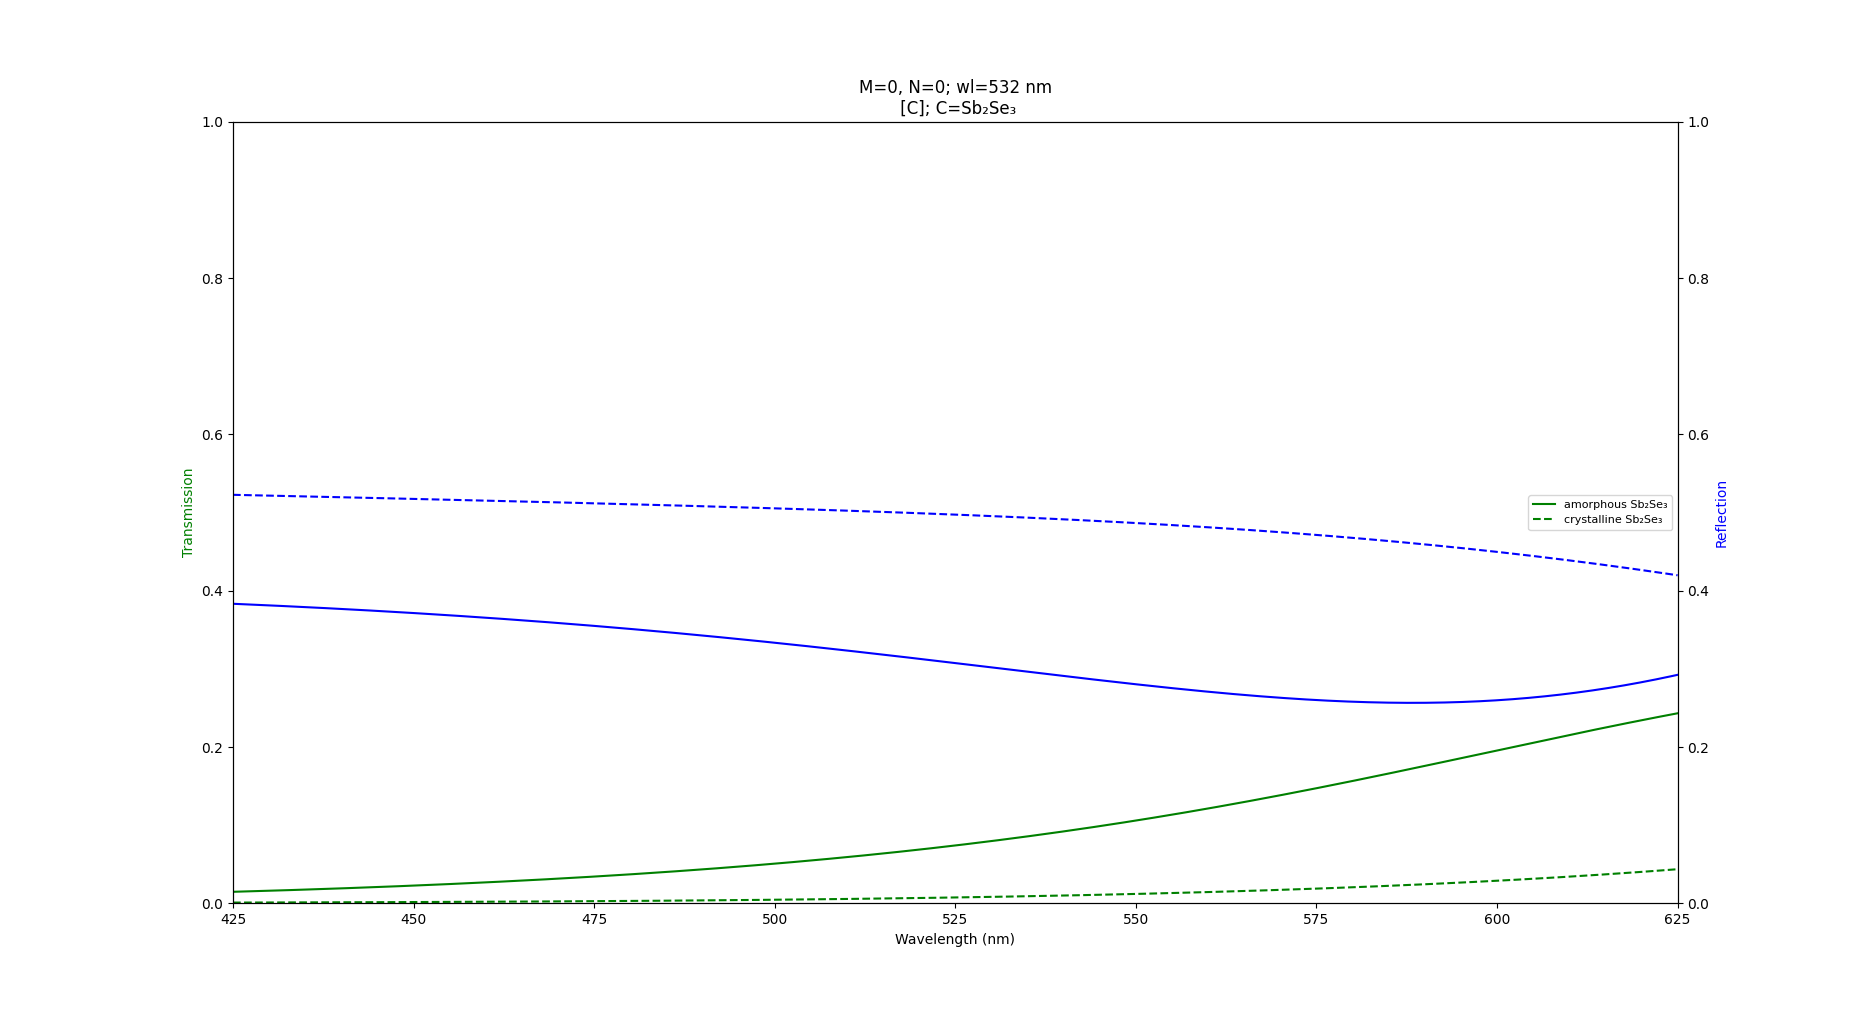 M=0, N=0; wl=532 nm
[C]; C=Sb₂Se₃
1.0
0.8
0.6
0.4
0.2
0.0
Transmission
1.0
0.8
0.6
0.4
0.2
0.0
Reflection
amorphous Sb₂Se₃
crystalline Sb₂Se₃
425 450 475 500 525 550 575 600 625
Wavelength (nm)